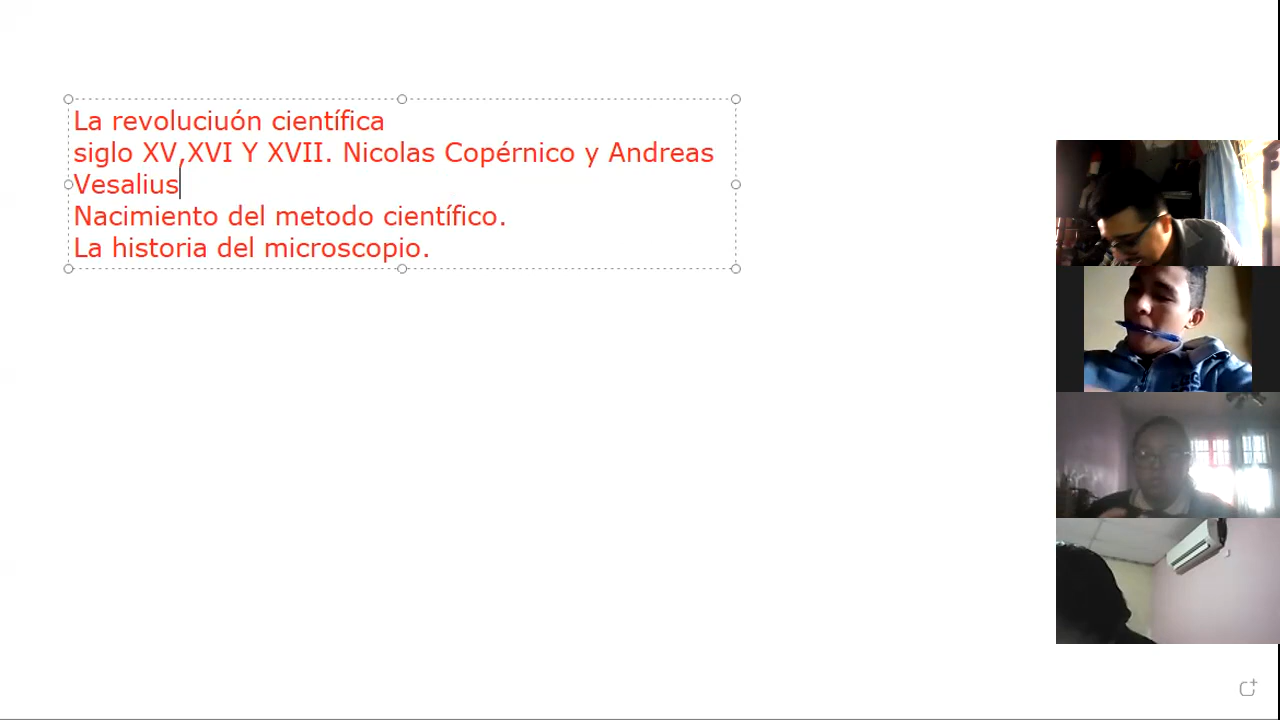 La revoluciuón científica
siglo XV,XVI Y XVII. Nicolas Copérnico y Andreas
Vesalius
Nacimiento del metodo científico.
La historia del microscopio.